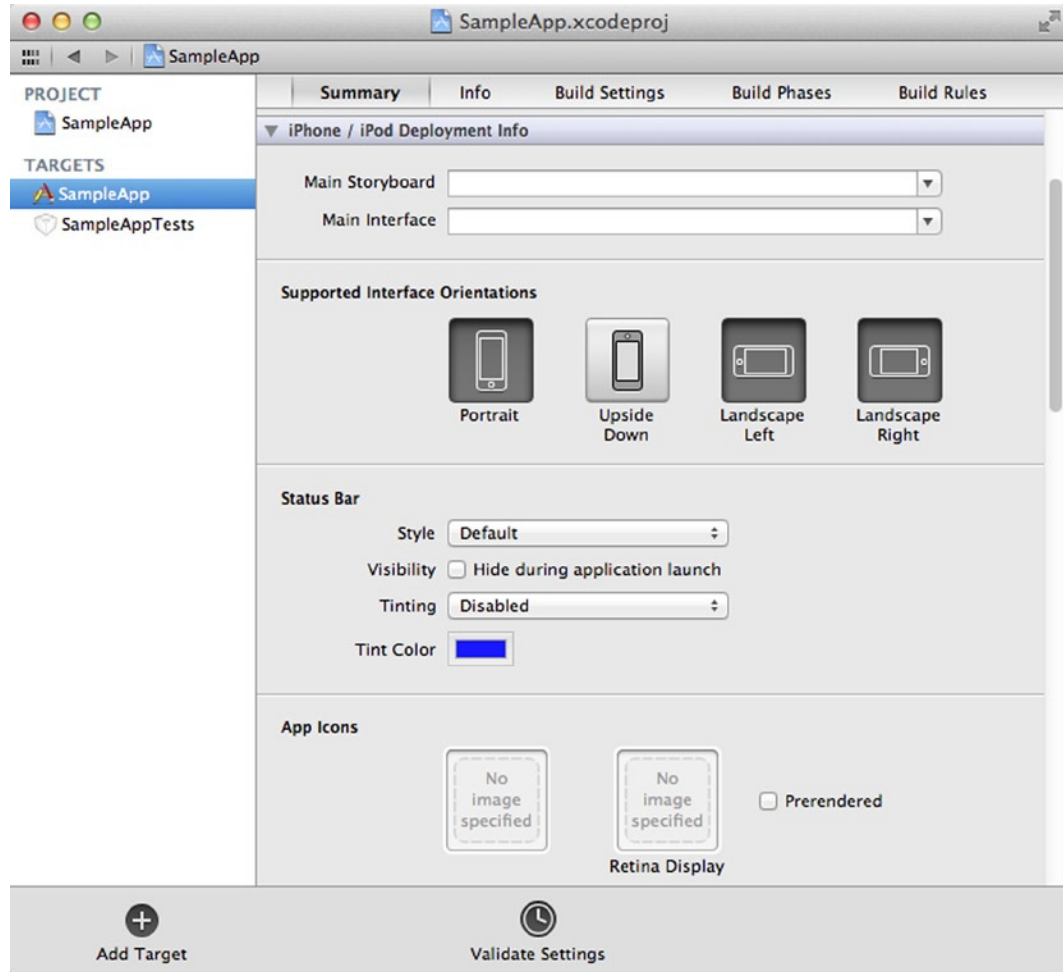 SampleApp.xcodeproj
SampleApp
PROJECT
SampleApp
TARGETS
SampleApp
SampleAppTests
Summary Info Build Settings Build Phases Build Rules
iPhone / iPod Deployment Info
Main Storyboard
Main Interface
Supported Interface Orientations
Portrait
Upside
Down
Landscape
Left
Landscape
Right
Status Bar
Style Default
Visibility Hide during application launch
Tinting Disabled
Tint Color
App Icons
No
image
specified
No
image
specified
Prerendered
Retina Display
Add Target
Validate Settings